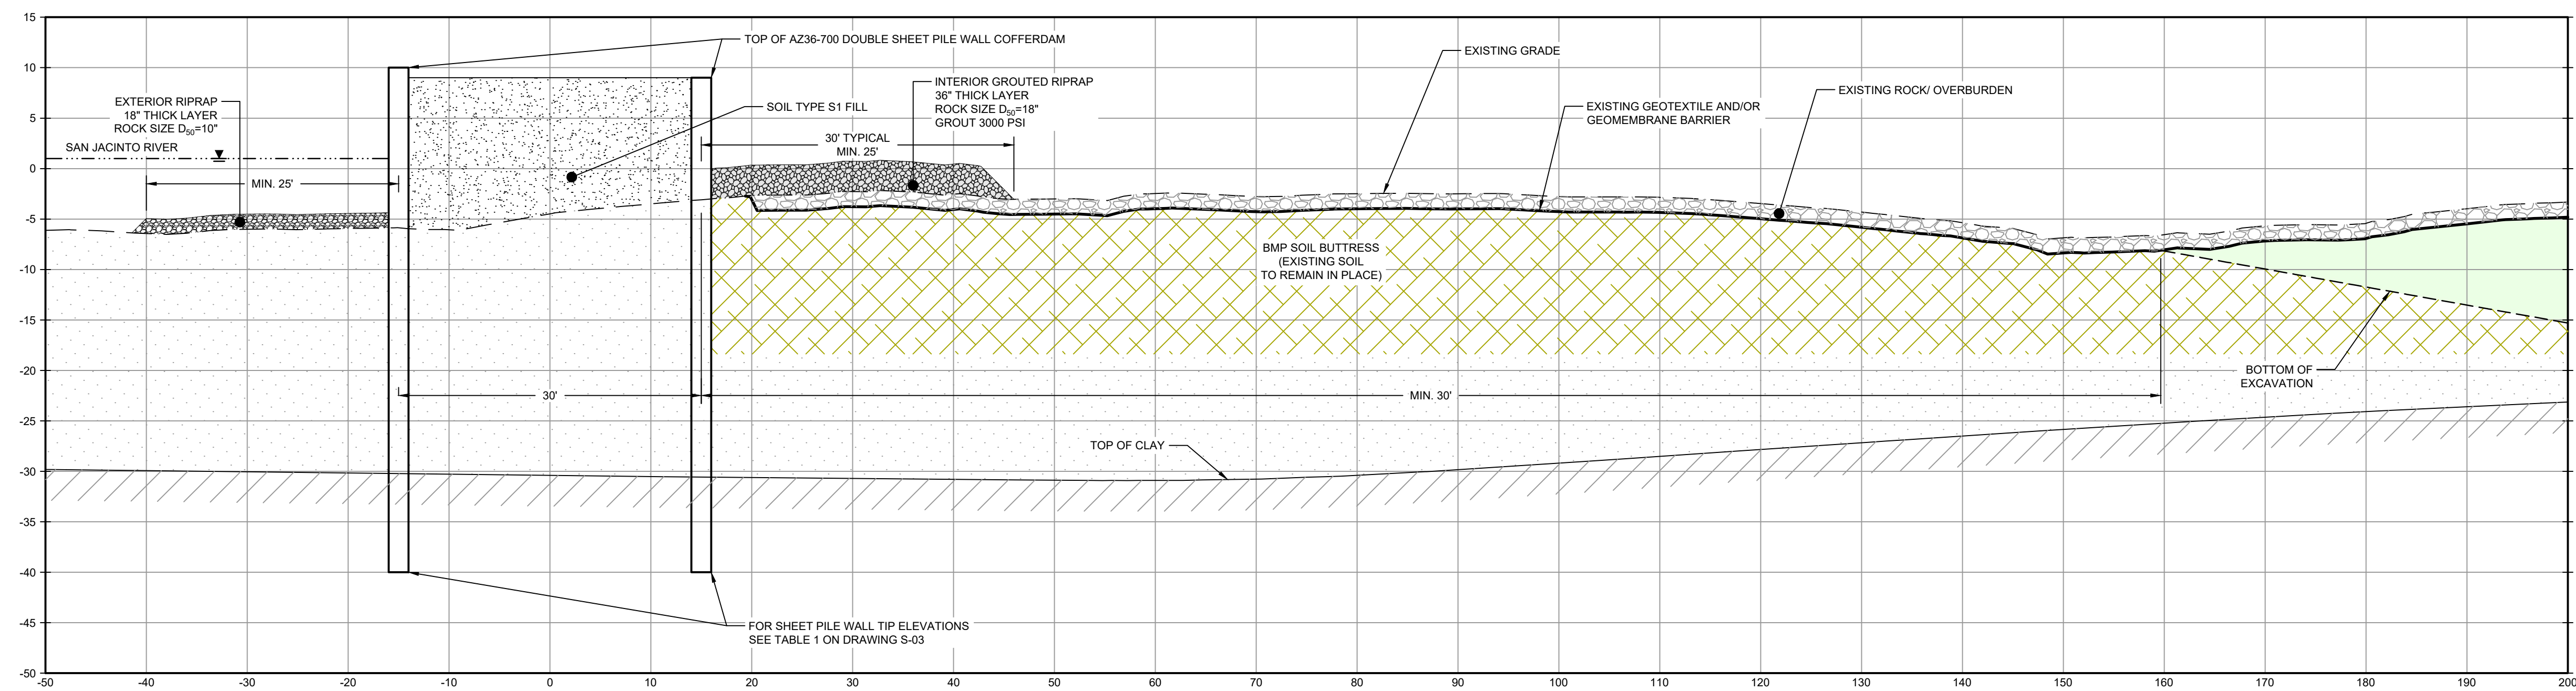 15
10
5
0
-5
-10
-15
-20
-25
-30
-35
-40
-45
-50
-50
-40
-30
-20
-10
0
10
20
30
40
50
60
70
80
90
100
110
120
130
140
150
160
170
180
190
200
TOP OF AZ36-700 DOUBLE SHEET PILE WALL COFFERDAM
EXTERIOR RIPRAP
18" THICK LAYER
ROCK SIZE D50=10"
SAN JACINTO RIVER
MIN. 25'
SOIL TYPE S1 FILL
INTERIOR GROUTED RIPRAP
36" THICK LAYER
ROCK SIZE D50=18"
GROUT 3000 PSI
30' TYPICAL
MIN. 25'
EXISTING GRADE
EXISTING GEOTEXTILE AND/OR
GEOMEMBRANE BARRIER
EXISTING ROCK/ OVERBURDEN
BMP SOIL BUTTRESS
(EXISTING SOIL
TO REMAIN IN PLACE)
BOTTOM OF
EXCAVATION
30'
MIN. 30'
TOP OF CLAY
FOR SHEET PILE WALL TIP ELEVATIONS
SEE TABLE 1 ON DRAWING S-03